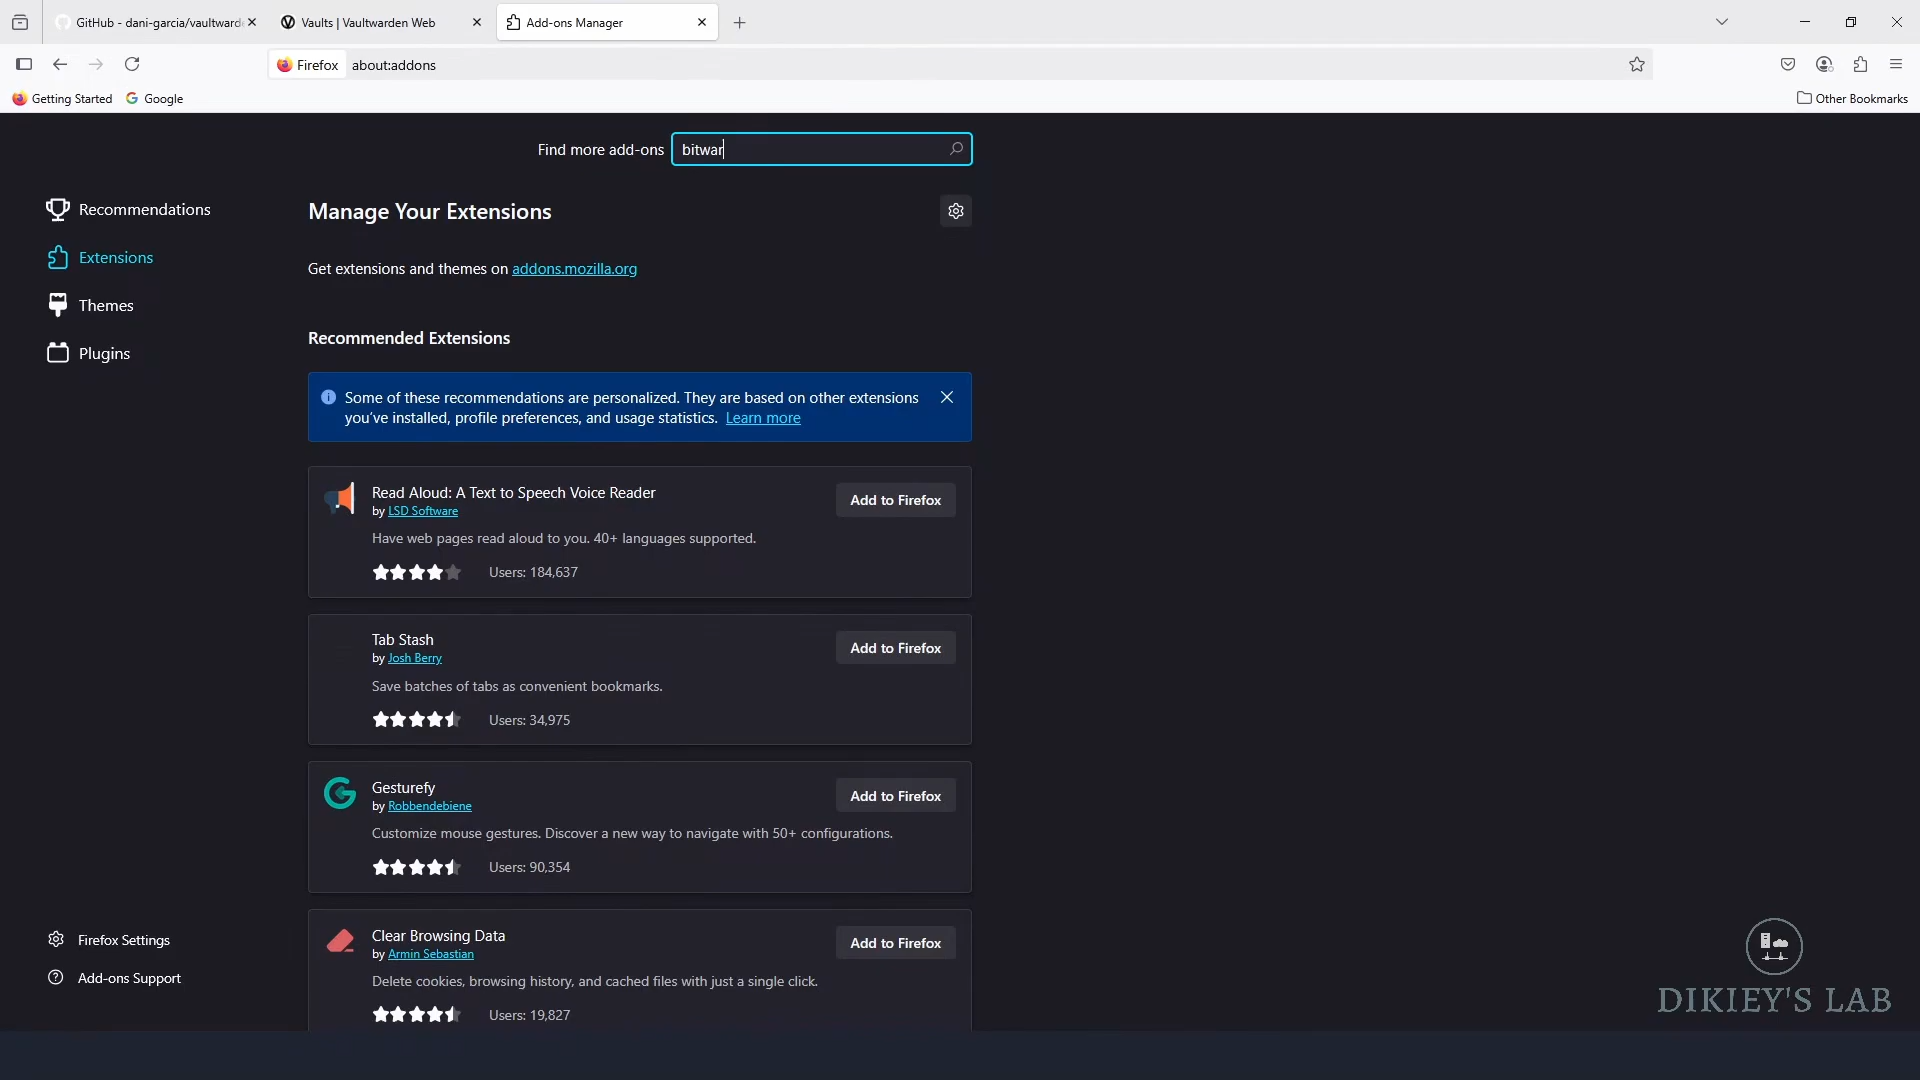 GitHub - dani-garcia/vaultward
Vaults | Vaultwarden Web
Add-ons Manager
Firefox
about:addons
Getting Started
Google
Other Bookmarks
Find more add-ons
bitwar
Recommendations
Extensions
Themes
Plugins
Manage Your Extensions
Get extensions and themes on addons.mozilla.org
Recommended Extensions
Some of these recommendations are personalized. They are based on other extensions
you've installed, profile preferences, and usage statistics. Learn more
Read Aloud: A Text to Speech Voice Reader
by LSD Software
Add to Firefox
Have web pages read aloud to you. 40+ languages supported.
Users: 184,637
Tab Stash
by Josh Berry
Add to Firefox
Save batches of tabs as convenient bookmarks.
Users: 34,975
Gesturefy
by Robbendebiene
Add to Firefox
Customize mouse gestures. Discover a new way to navigate with 50+ configurations.
Users: 90,354
Clear Browsing Data
by Armin Sebastian
Add to Firefox
Delete cookies, browsing history, and cached files with just a single click.
Users: 19,827
Firefox Settings
Add-ons Support
DIKIEY'S LAB